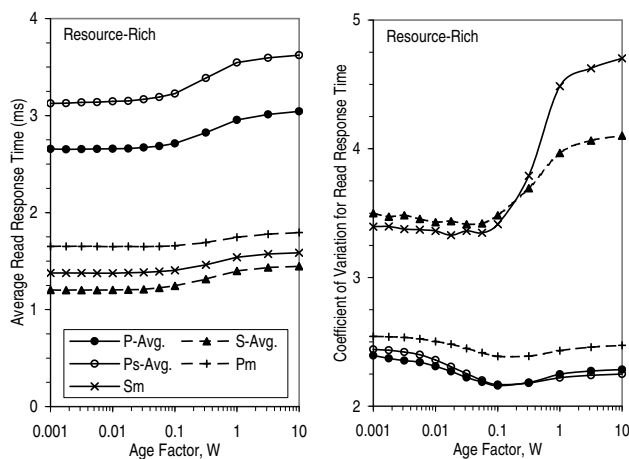 Resource-Rich
Average Read Response Time (ms)
4
3
2
1
0
P-Avg.
S-Avg.
Ps-Avg.
Pm
Sm
0.001
0.01
0.1
1
10
Age Factor, W
Resource-Rich
Coefficient of Variation for Read Response Time
5
4
3
2
0.001
0.01
0.1
1
10
Age Factor, W